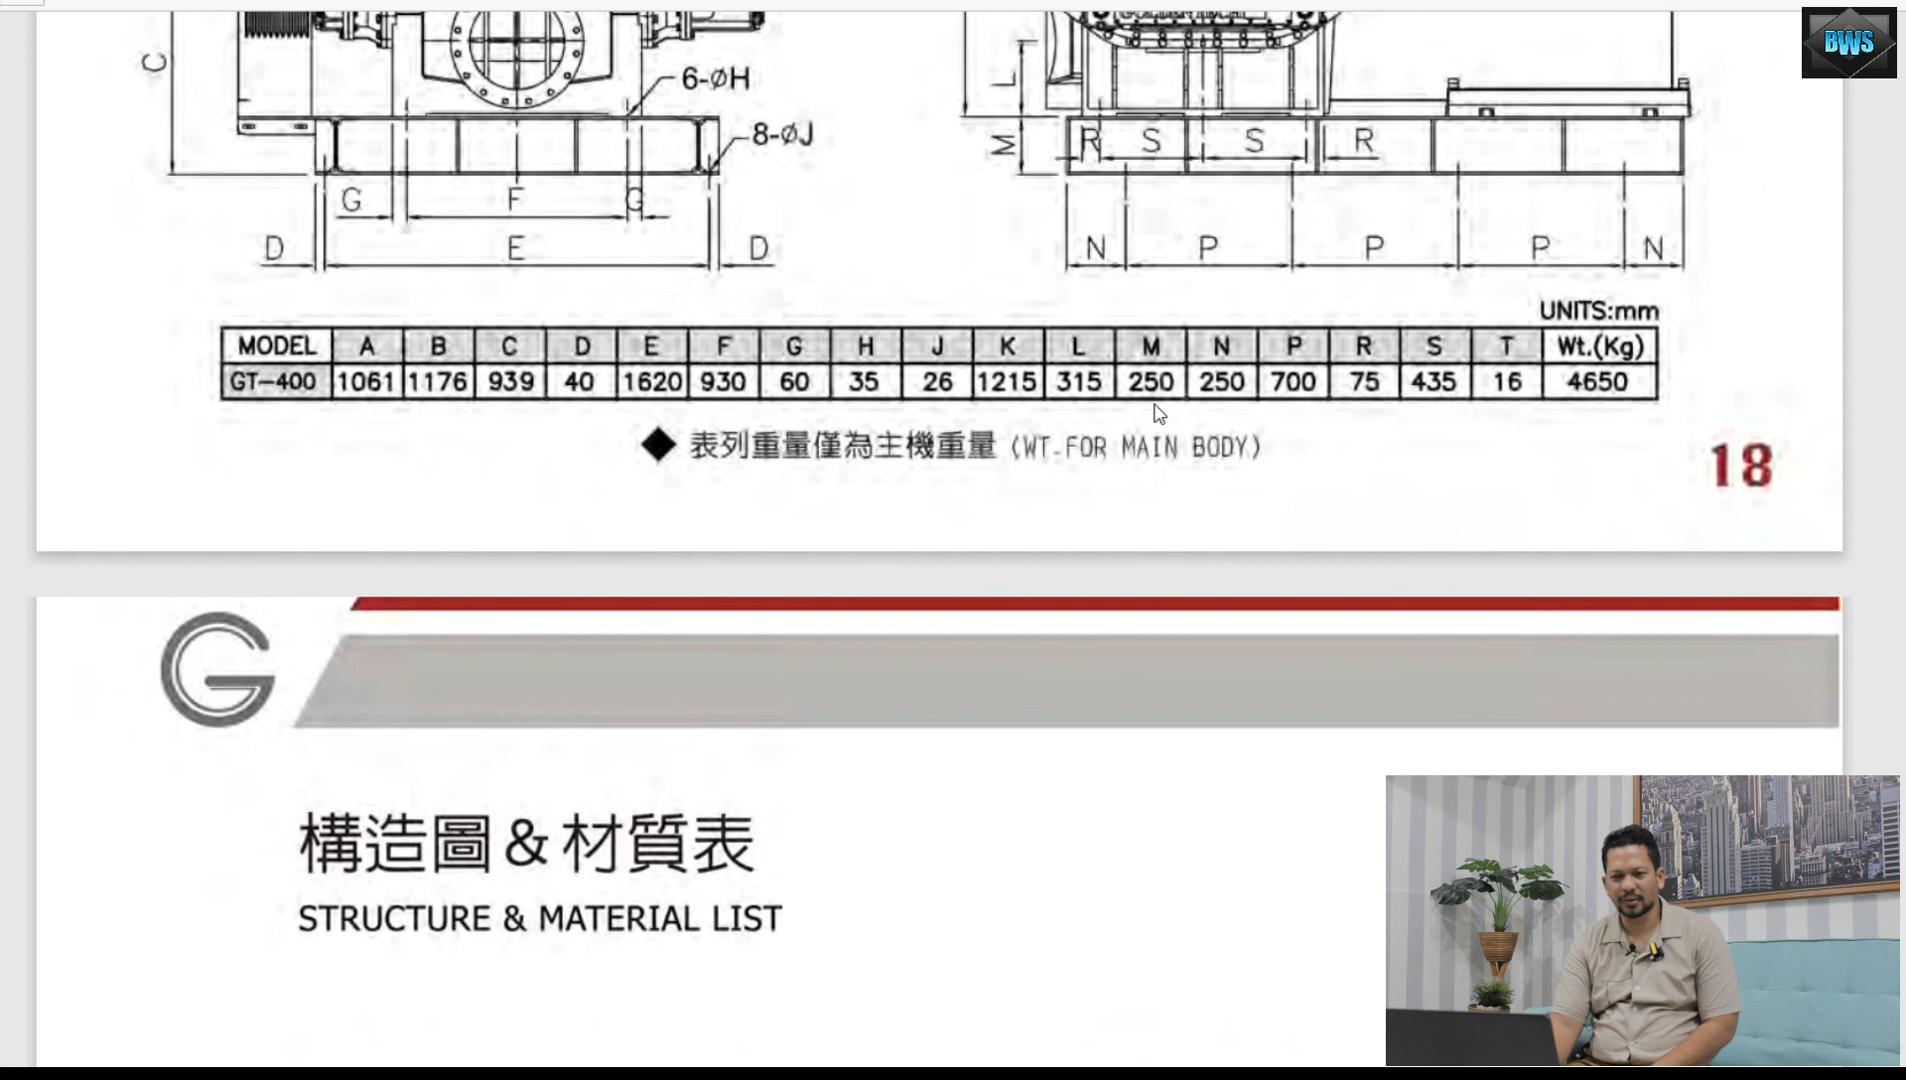 BWS
C
6-øH
8-øJ
G F G
D E D
L
M
R S S R
N P P P N
UNITS:mm
MODEL A B C D E F G H J K L M N P R S T Wt.(Kg)
GT-400 1061 1176 939 40 1620 930 60 35 26 1215 315 250 250 700 75 435 16 4650
◆ 表列重量僅為主機重量 (WT.FOR MAIN BODY)
18
G
構造圖&材質表
STRUCTURE & MATERIAL LIST